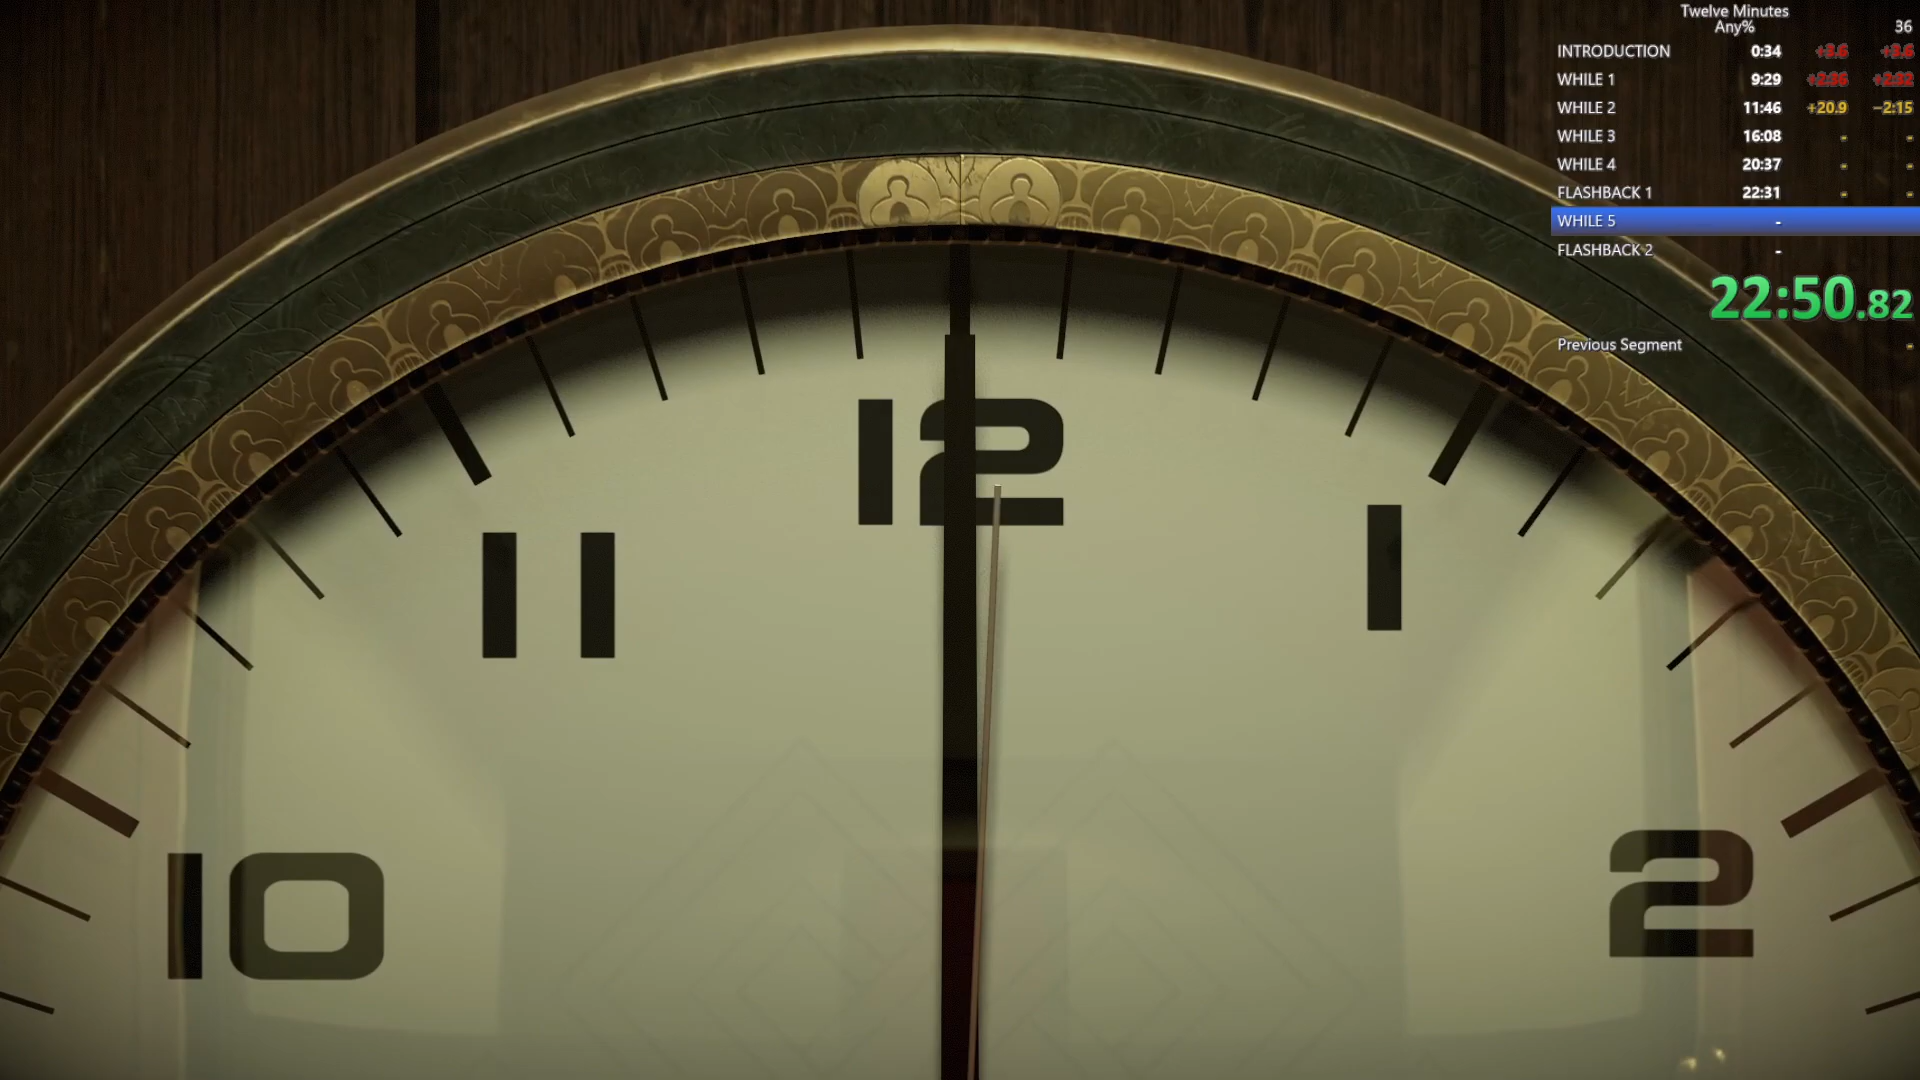 Twelve Minutes
Any% 36
INTRODUCTION 0:34 +3.6 +3.6
WHILE 1 9:29 +2:36 +2:32
WHILE 2 11:46 +20.9 −2:15
WHILE 3 16:08 - -
WHILE 4 20:37 - -
FLASHBACK 1 22:31 - -
WHILE 5 -
FLASHBACK 2 -
22:50.82
Previous Segment -
12
11
1
10
2